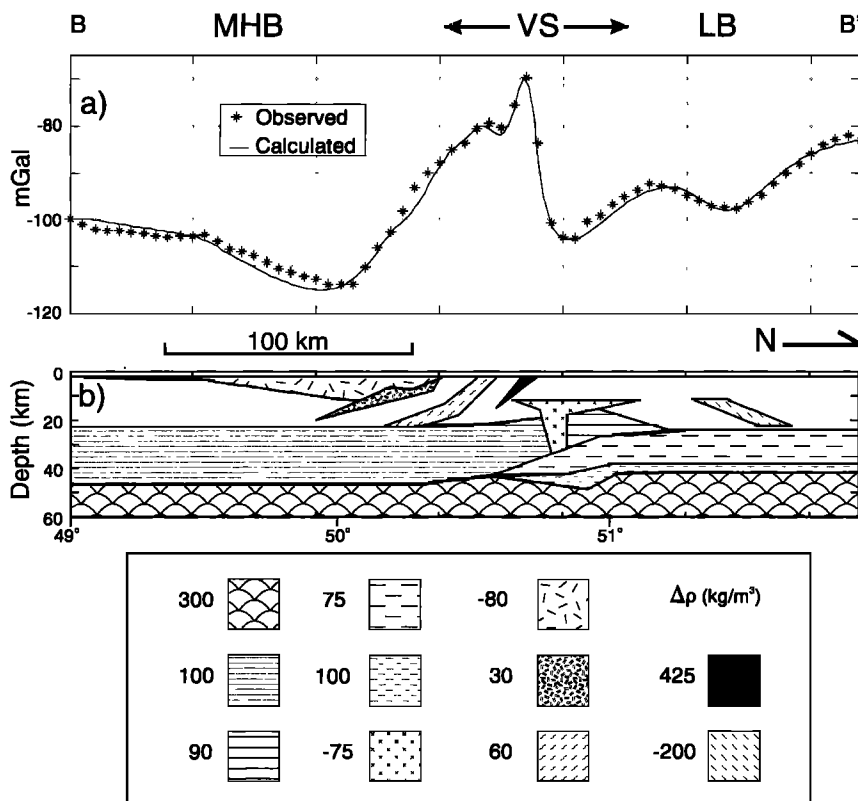 B MHB VS LB B'
a)
* Observed
— Calculated
mGal
-80
-100
-120
100 km
N
b)
Depth (km)
0
20
40
60
49° 50° 51°
300 75 -80 Δρ (kg/m³)
100 100 30 425
90 -75 60 -200